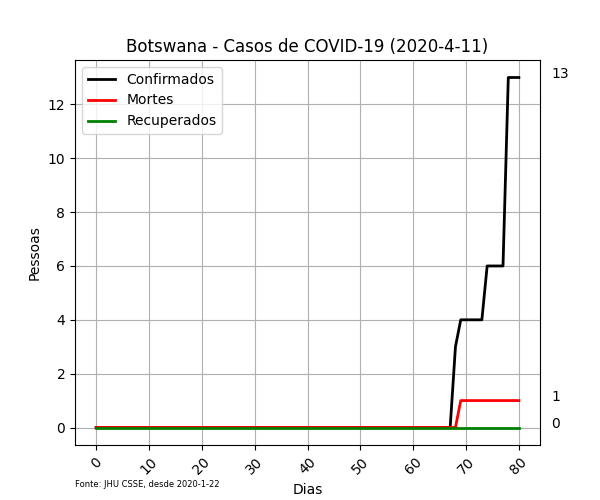 Botswana - Casos de COVID-19 (2020-4-11)
Confirmados
Mortes
Recuperados
13
1
0
Pessoas
12
10
8
6
4
2
0
0
10
20
30
40
50
60
70
80
Dias
Fonte: JHU CSSE, desde 2020-1-22